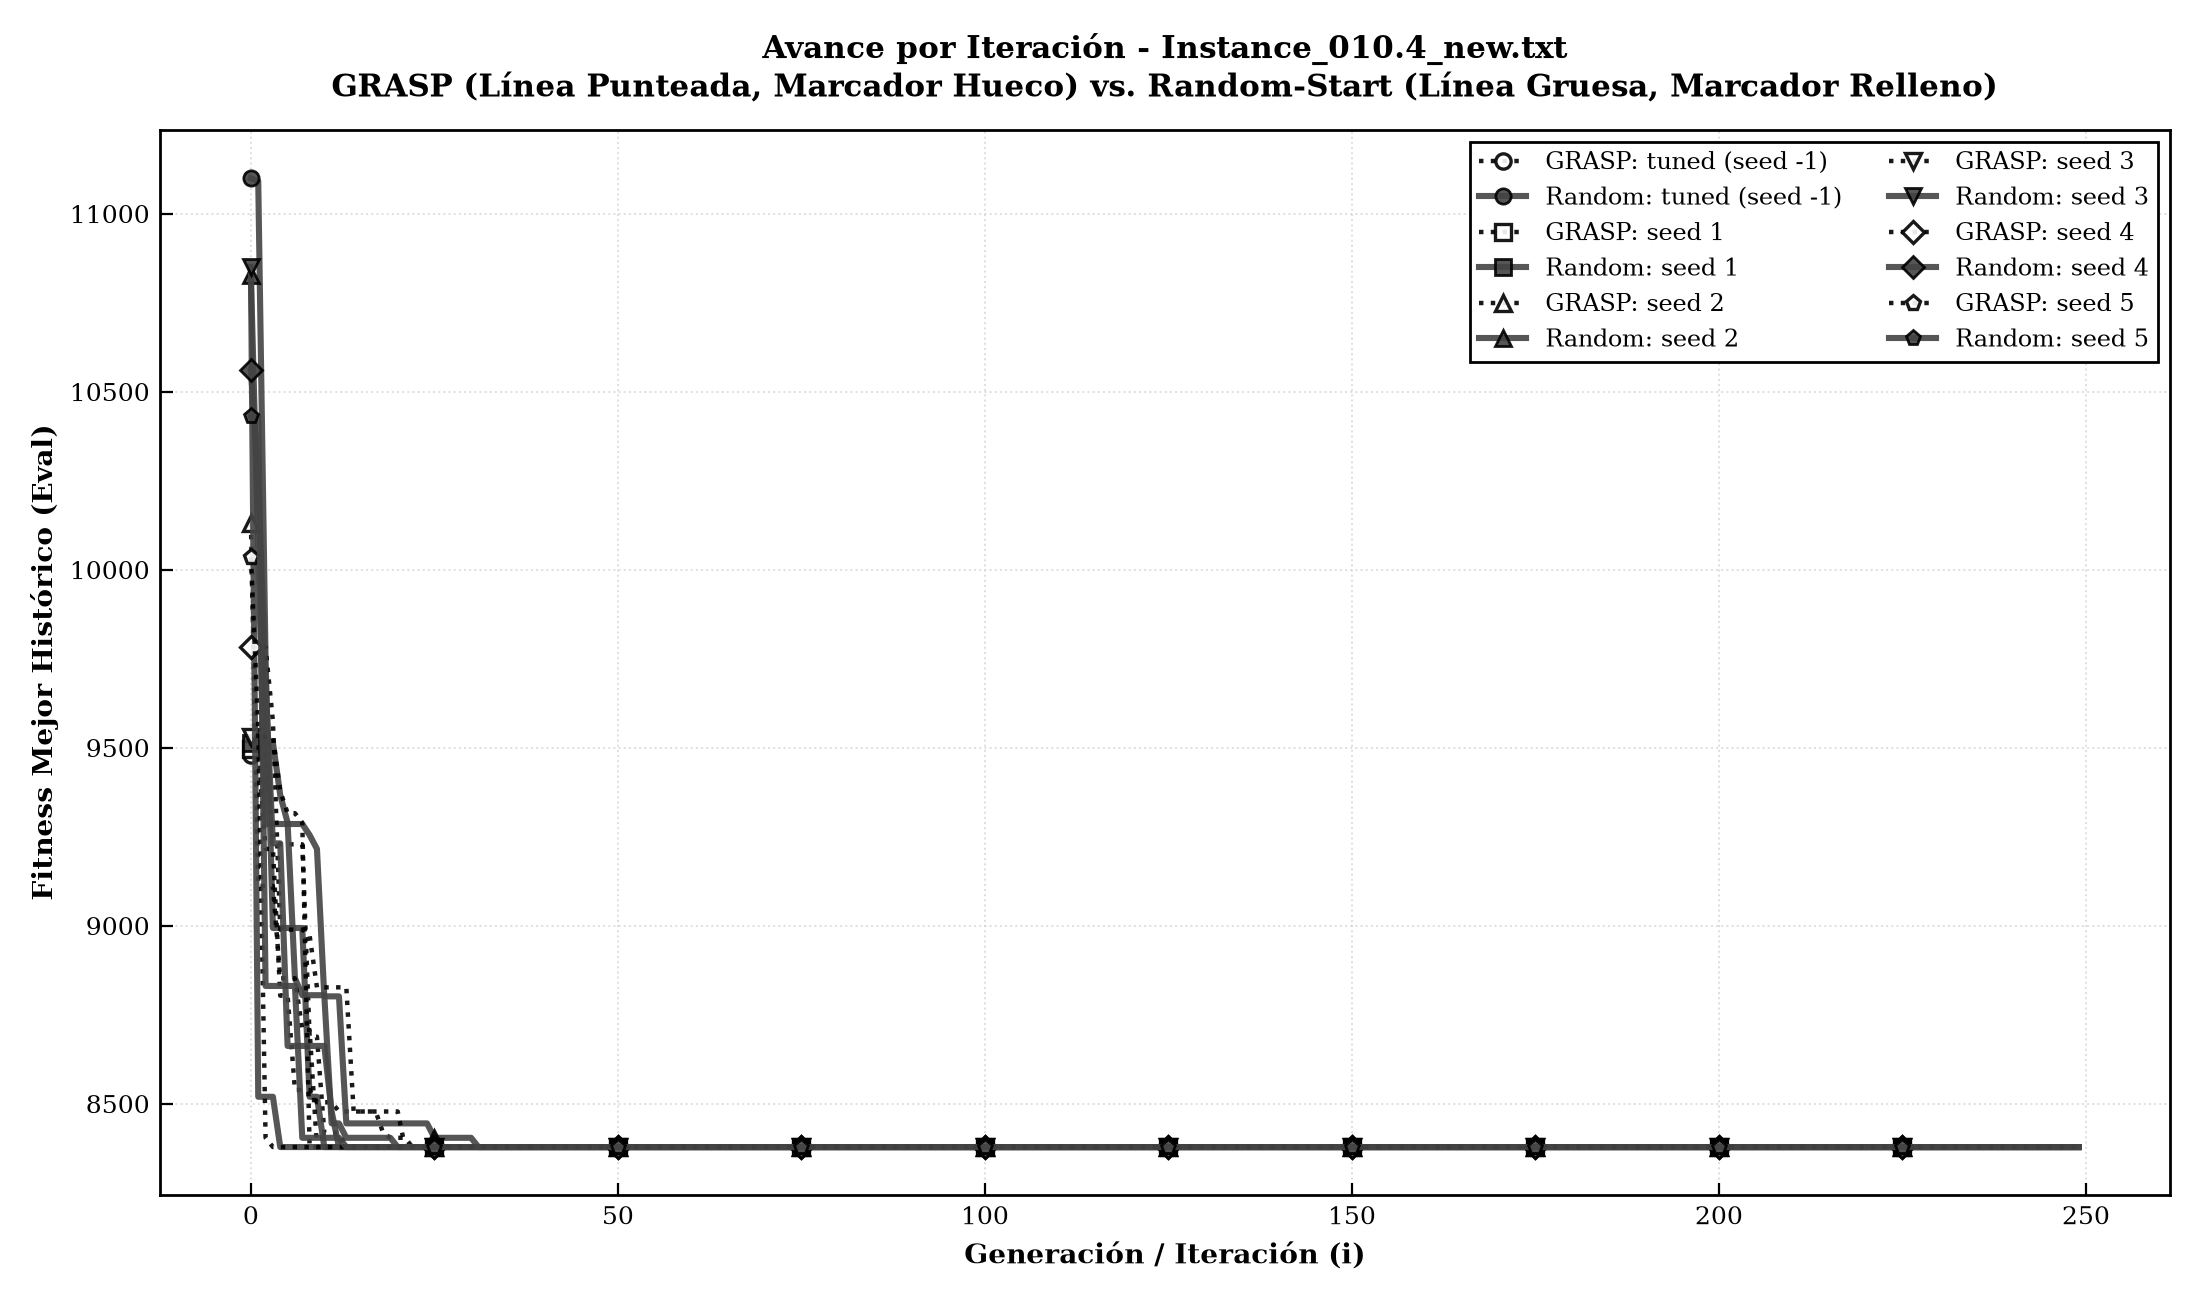 Avance por Iteración - Instance_010.4_new.txt
GRASP (Línea Punteada, Marcador Hueco) vs. Random-Start (Línea Gruesa, Marcador Relleno)
GRASP: tuned (seed -1)
Random: tuned (seed -1)
GRASP: seed 1
Random: seed 1
GRASP: seed 2
Random: seed 2
GRASP: seed 3
Random: seed 3
GRASP: seed 4
Random: seed 4
GRASP: seed 5
Random: seed 5
Fitness Mejor Histórico (Eval)
11000
10500
10000
9500
9000
8500
0 50 100 150 200 250
Generación / Iteración (i)